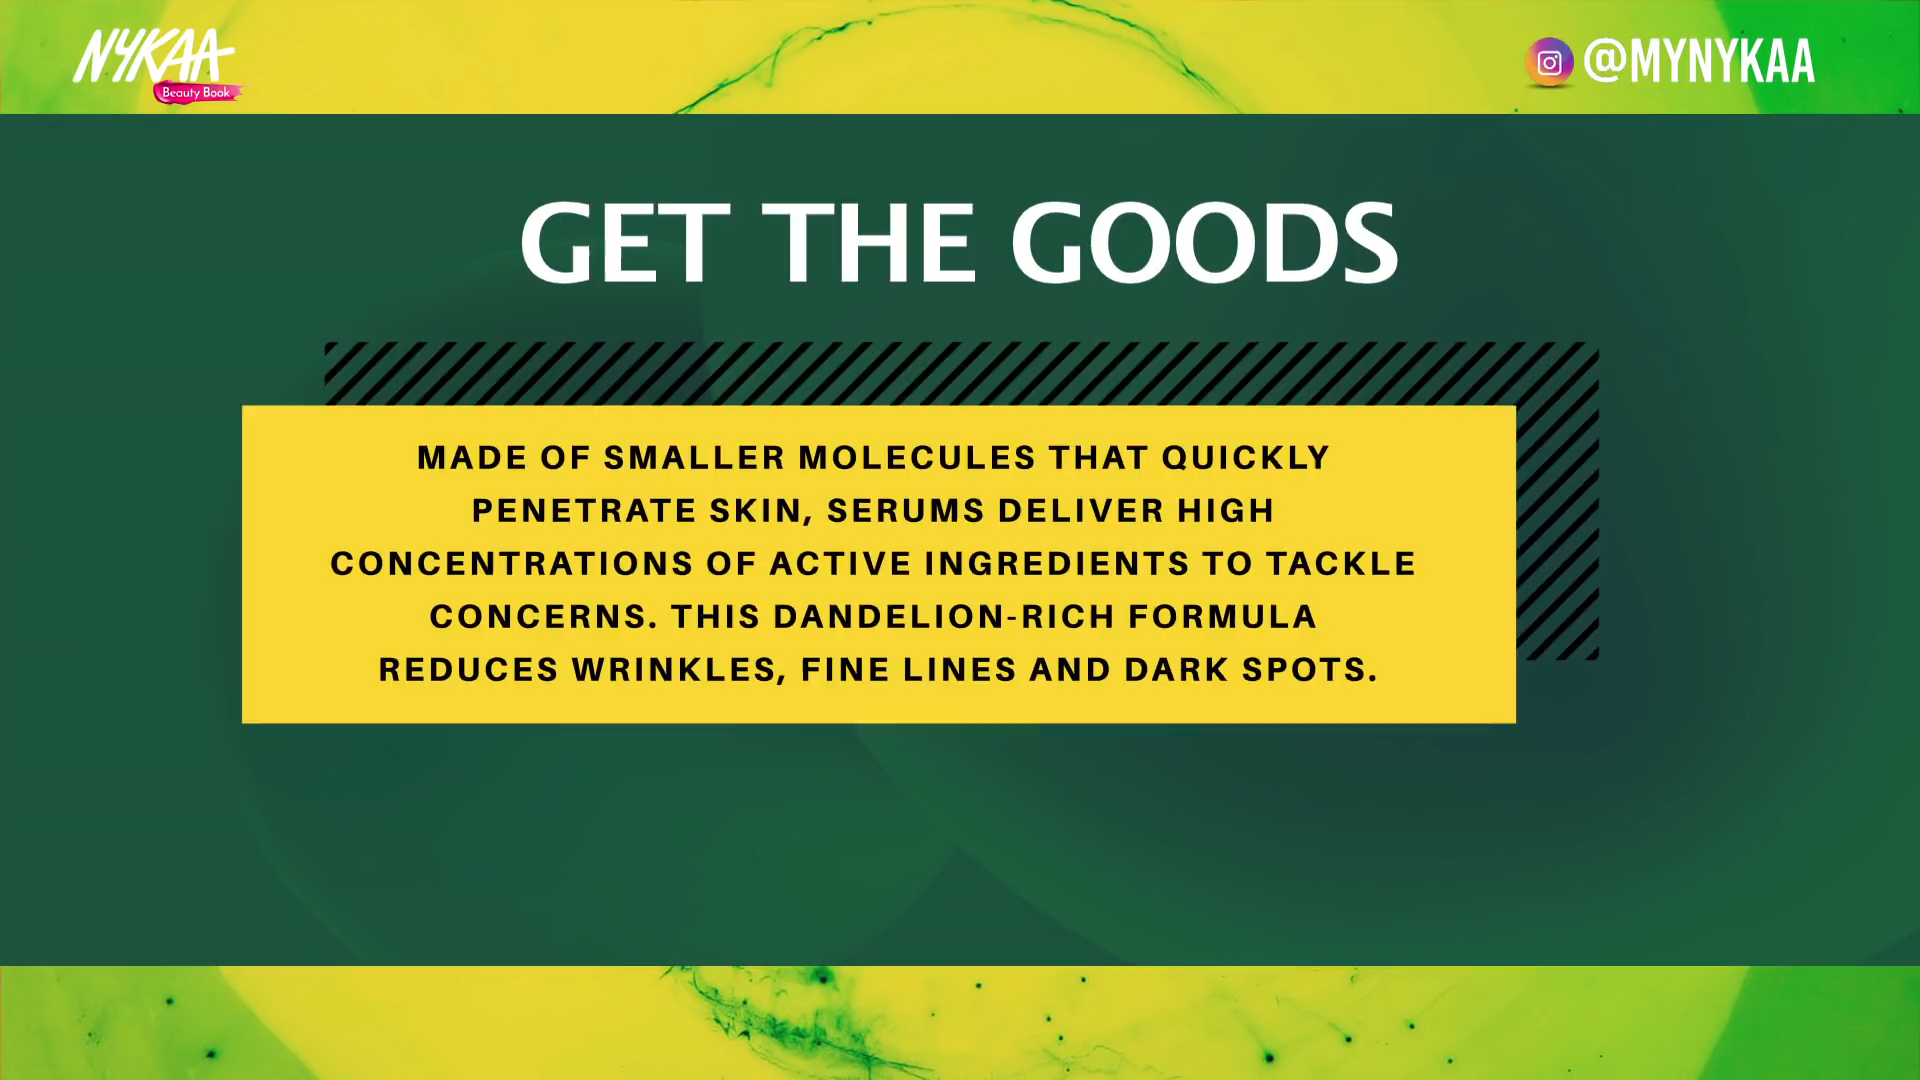 NYKAA
Beauty Book
@MYNYKAA
GET THE GOODS
MADE OF SMALLER MOLECULES THAT QUICKLY
PENETRATE SKIN, SERUMS DELIVER HIGH
CONCENTRATIONS OF ACTIVE INGREDIENTS TO TACKLE
CONCERNS. THIS DANDELION-RICH FORMULA
REDUCES WRINKLES, FINE LINES AND DARK SPOTS.